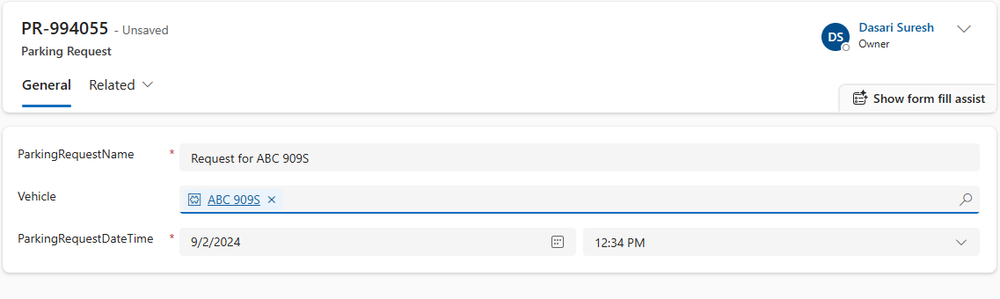 PR-994055 - Unsaved
Parking Request
DS
Dasari Suresh
Owner
General Related
Show form fill assist
ParkingRequestName * Request for ABC 909S
Vehicle ABC 909S
ParkingRequestDateTime * 9/2/2024 12:34 PM